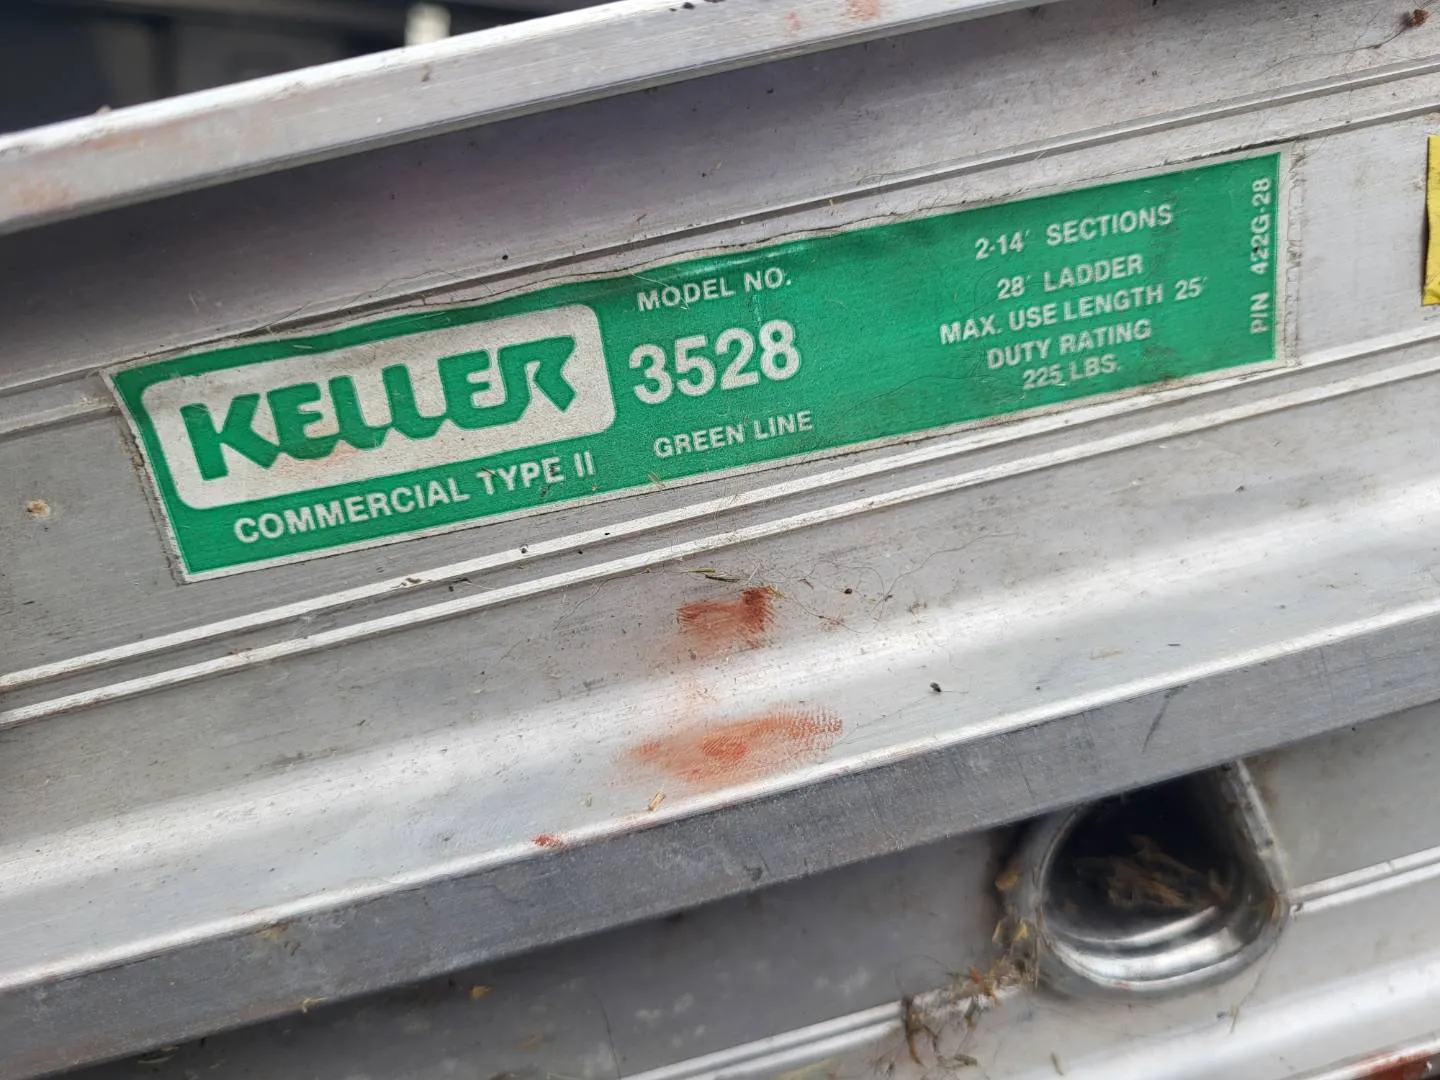 KELLER
COMMERCIAL TYPE II
MODEL NO.
3528
GREEN LINE
2-14' SECTIONS
28' LADDER
MAX. USE LENGTH 25'
DUTY RATING
225 LBS.
P/N 422G-28